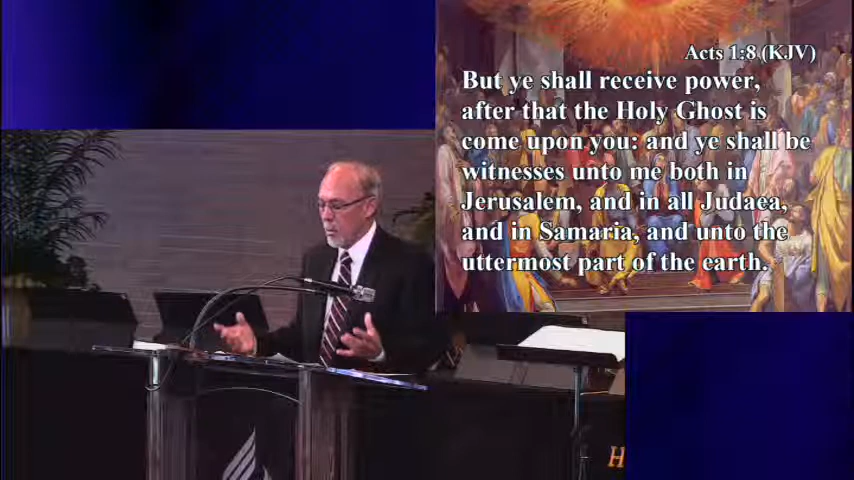 Acts 1:8 (KJV)
But ye shall receive power,
after that the Holy Ghost is
come upon you: and ye shall be
witnesses unto me both in
Jerusalem, and in all Judaea,
and in Samaria, and unto the
uttermost part of the earth.
H